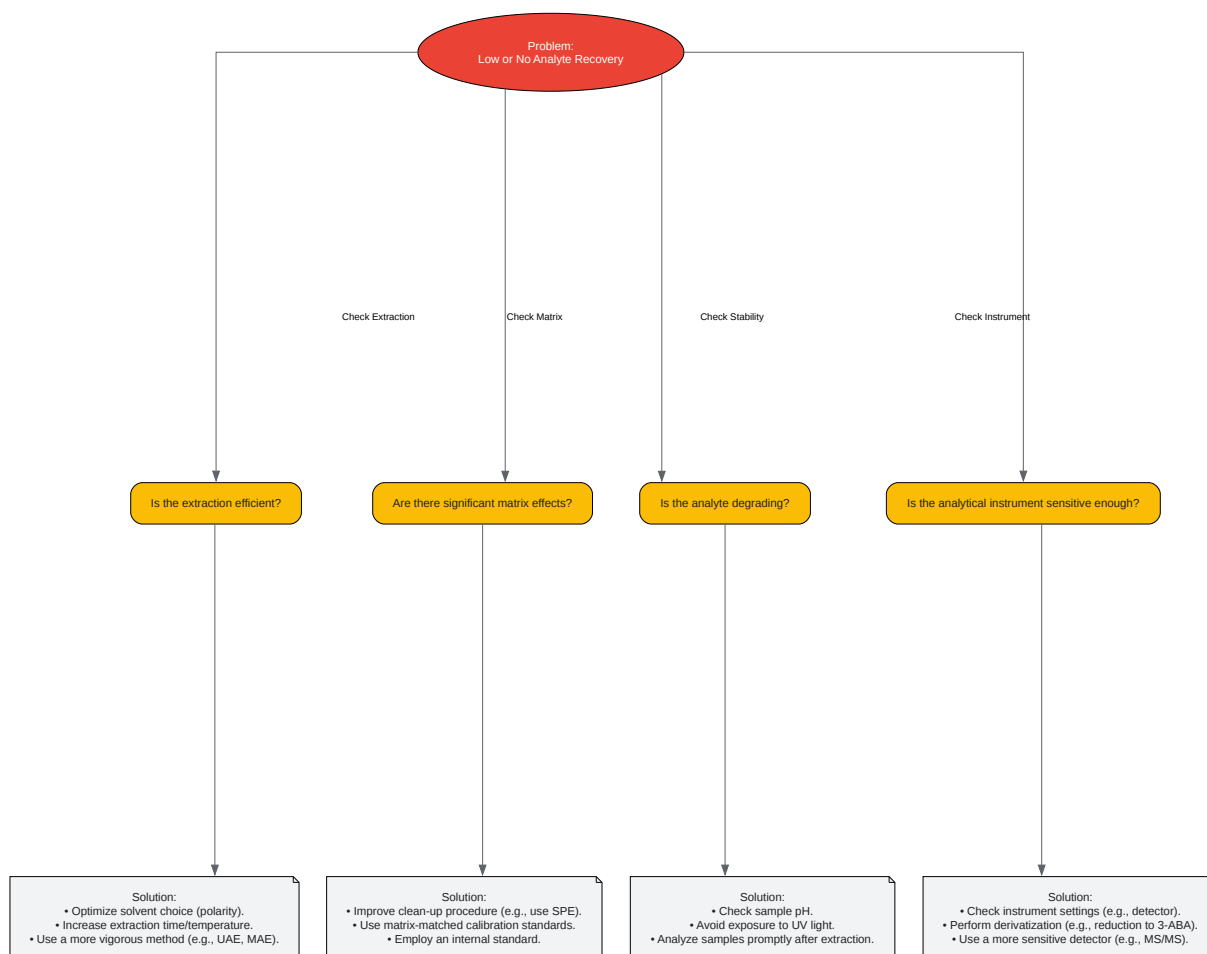 Problem:
Low or No Analyte Recovery
Check Extraction
Check Matrix
Check Stability
Check Instrument
Is the extraction efficient?
Are there significant matrix effects?
Is the analyte degrading?
Is the analytical instrument sensitive enough?
Solution:
• Optimize solvent choice (polarity).
• Increase extraction time/temperature.
• Use a more vigorous method (e.g., UAE, MAE).
Solution:
• Improve clean-up procedure (e.g., use SPE).
• Use matrix-matched calibration standards.
• Employ an internal standard.
Solution:
• Check sample pH.
• Avoid exposure to UV light.
• Analyze samples promptly after extraction.
Solution:
• Check instrument settings (e.g., detector).
• Perform derivatization (e.g., reduction to 3-ABA).
• Use a more sensitive detector (e.g., MS/MS).